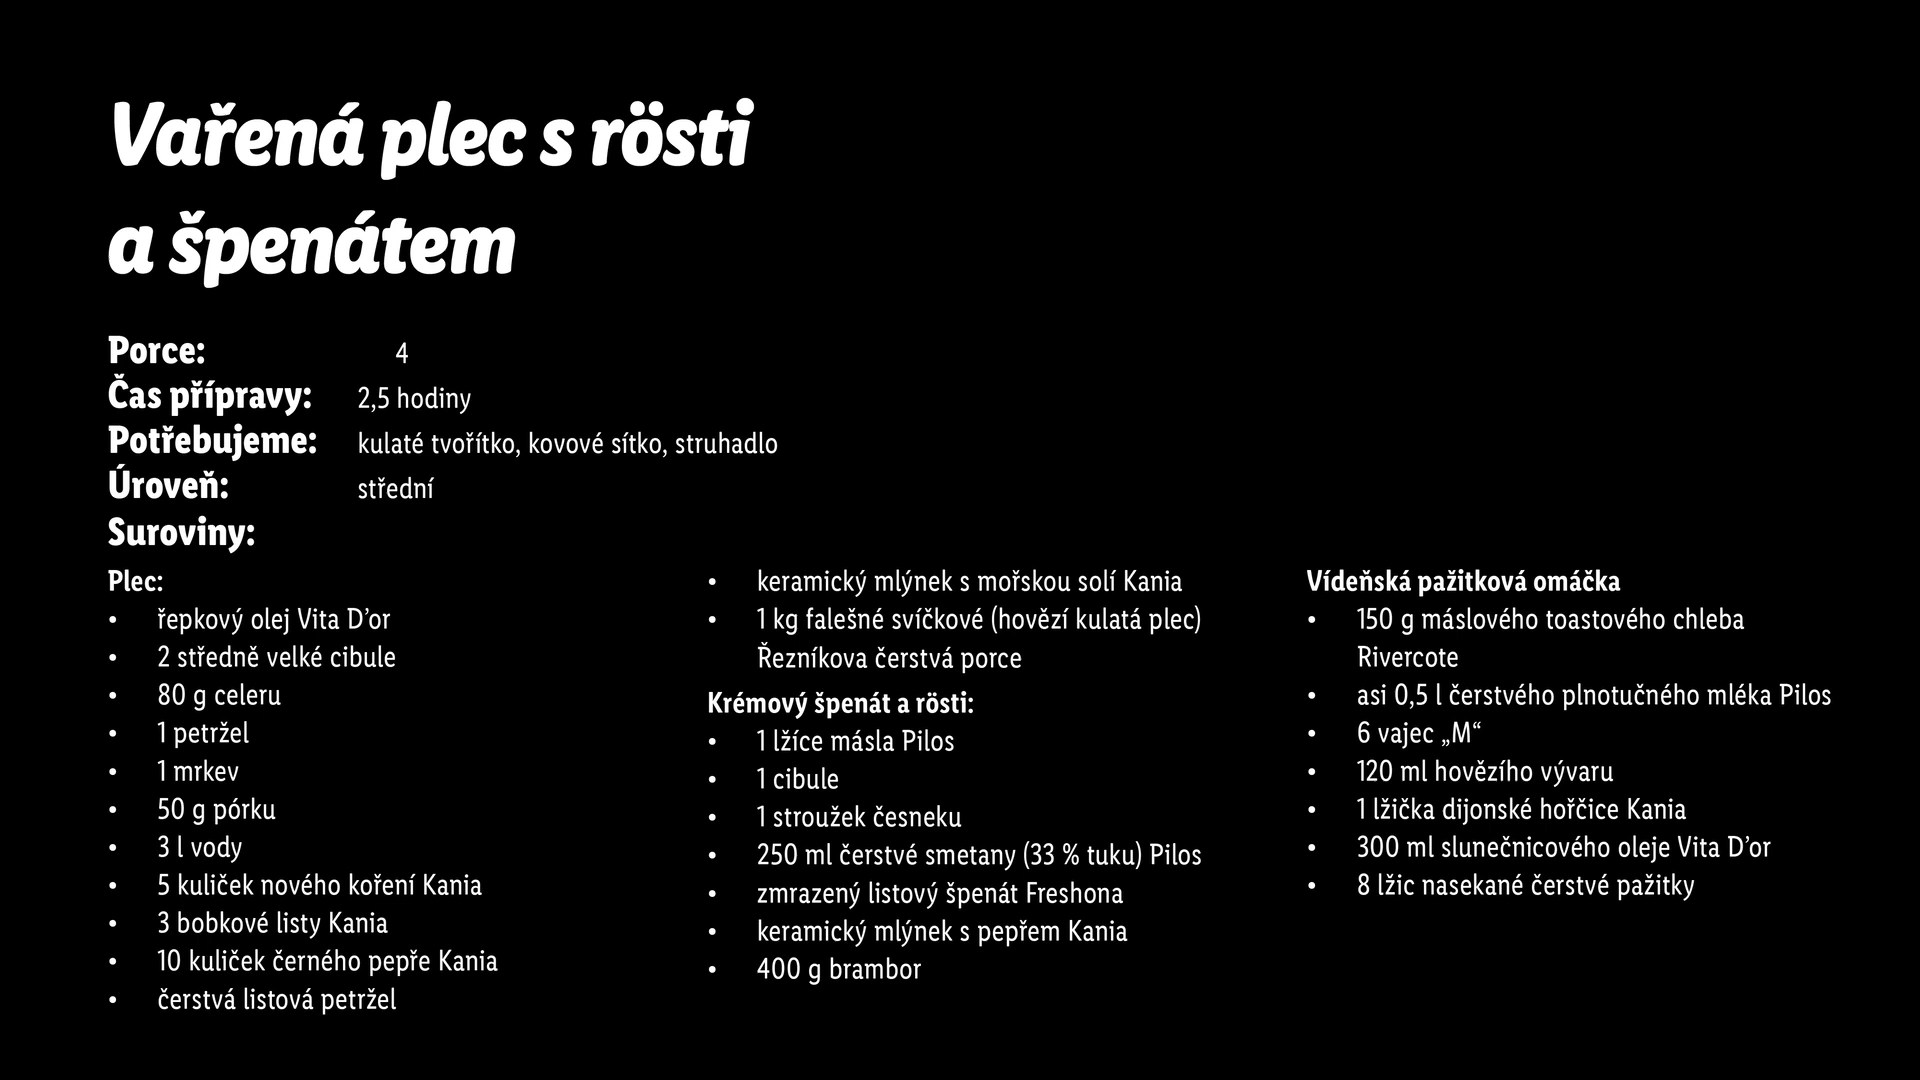 Vařená plec s rösti
a špenátem
Porce: 4
Čas přípravy: 2,5 hodiny
Potřebujeme: kulaté tvořítko, kovové sítko, struhadlo
Úroveň: střední
Suroviny:
Plec:
• řepkový olej Vita D’or
• 2 středně velké cibule
• 80 g celeru
• 1 petržel
• 1 mrkev
• 50 g pórku
• 3 l vody
• 5 kuliček nového koření Kania
• 3 bobkové listy Kania
• 10 kuliček černého pepře Kania
• čerstvá listová petržel
• keramický mlýnek s mořskou solí Kania
• 1 kg falešné svíčkové (hovězí kulatá plec)
Řezníkova čerstvá porce
Krémový špenát a rösti:
• 1 lžíce másla Pilos
• 1 cibule
• 1 stroužek česneku
• 250 ml čerstvé smetany (33 % tuku) Pilos
• zmrazený listový špenát Freshona
• keramický mlýnek s pepřem Kania
• 400 g brambor
Vídeňská pažitková omáčka
• 150 g máslového toastového chleba
Rivercote
• asi 0,5 l čerstvého plnotučného mléka Pilos
• 6 vajec „M“
• 120 ml hovězího vývaru
• 1 lžička dijonské hořčice Kania
• 300 ml slunečnicového oleje Vita D’or
• 8 lžic nasekané čerstvé pažitky